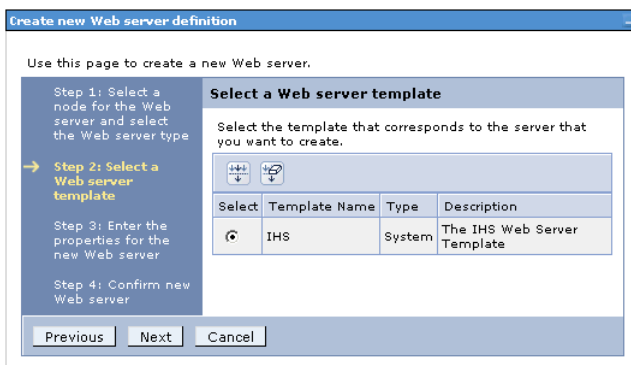 Create new Web server definition
Use this page to create a new Web server.
Step 1: Select a
node for the Web
server and select
the Web server type
Step 2: Select a
Web server
template
Step 3: Enter the
properties for the
new Web server
Step 4: Confirm new
Web server
Select a Web server template
Select the template that corresponds to the server that
you want to create.
Select Template Name Type Description
IHS System The IHS Web Server
Template
Previous Next Cancel